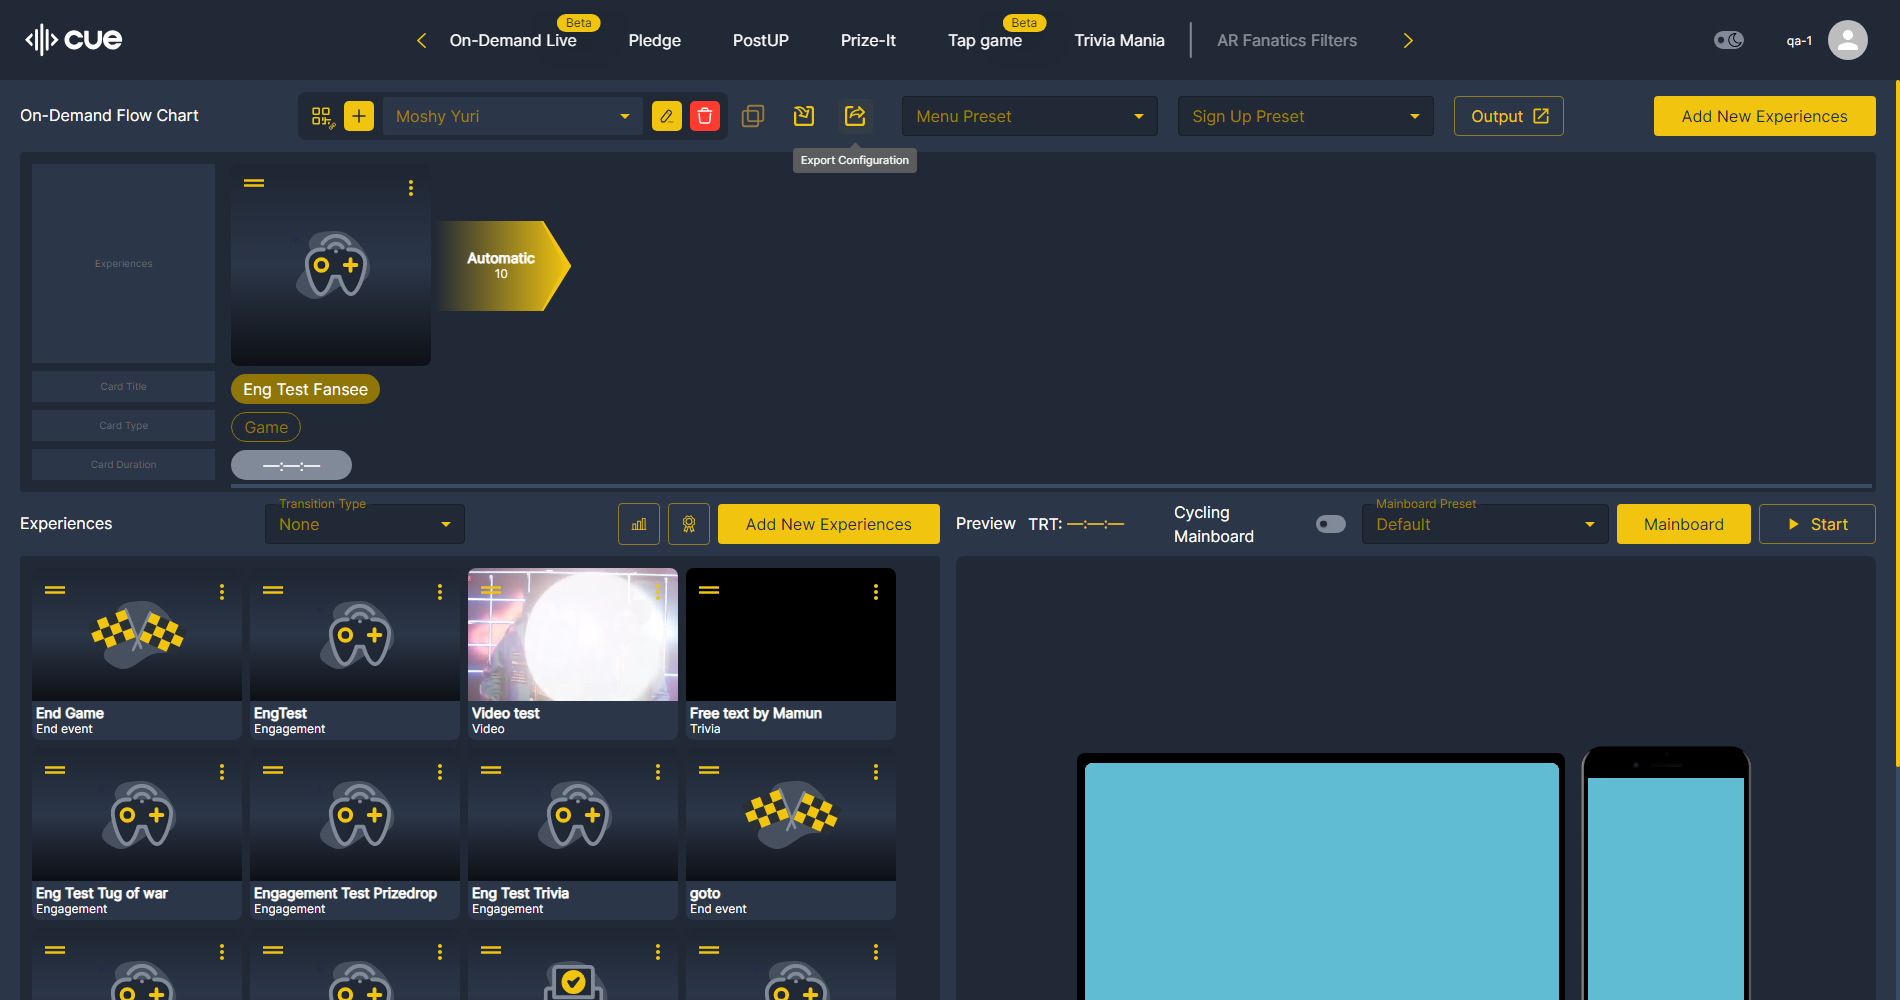 cue
On-Demand Live
Beta
Pledge
PostUP
Prize-It
Tap game
Beta
Trivia Mania
AR Fanatics Filters
qa-1
On-Demand Flow Chart
Moshy Yuri
Menu Preset
Sign Up Preset
Output
Add New Experiences
Export Configuration
Experiences
Automatic
10
Card Title
Eng Test Fansee
Card Type
Game
Card Duration
—:—:—
Experiences
Transition Type
None
Add New Experiences
Preview
TRT: —:—:—
Cycling
Mainboard
Mainboard Preset
Default
Mainboard
Start
End Game
End event
EngTest
Engagement
Video test
Video
Free text by Mamun
Trivia
Eng Test Tug of war
Engagement
Engagement Test Prizedrop
Engagement
Eng Test Trivia
Engagement
goto
End event